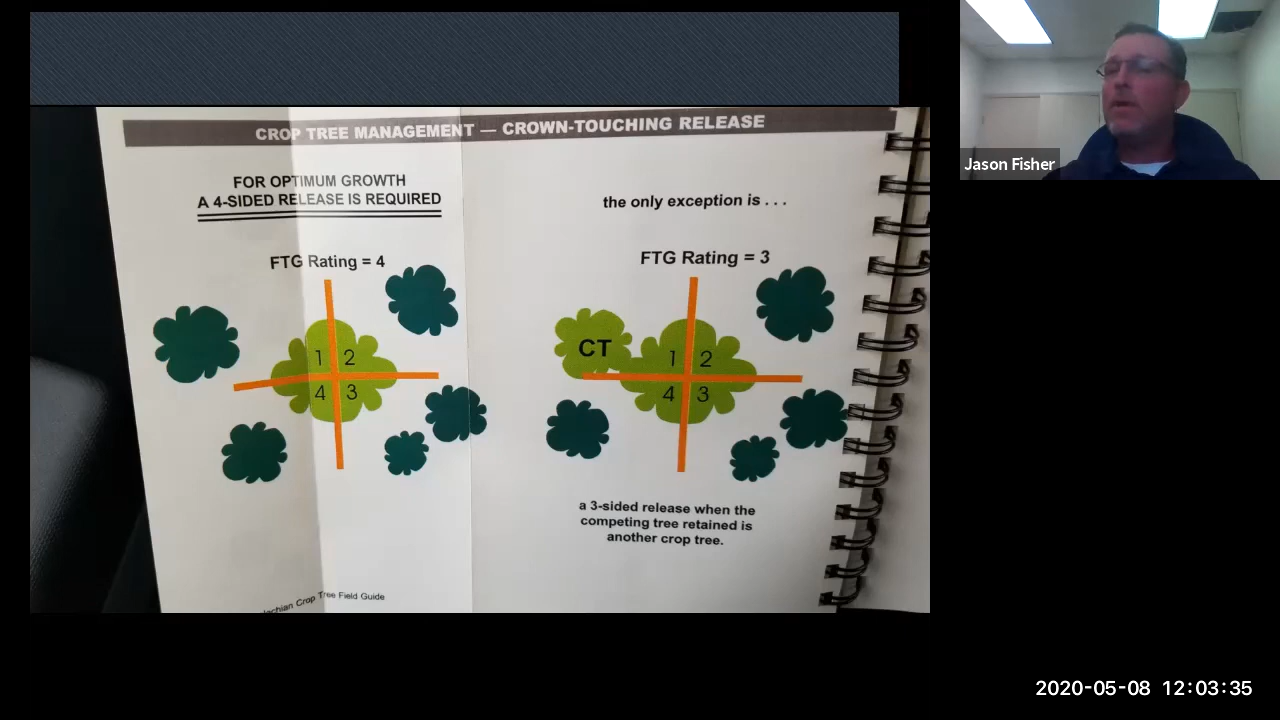 CROP TREE MANAGEMENT — CROWN-TOUCHING RELEASE
FOR OPTIMUM GROWTH
A 4-SIDED RELEASE IS REQUIRED
FTG Rating = 4
1 2
4 3
the only exception is . . .
FTG Rating = 3
CT
1 2
4 3
a 3-sided release when the
competing tree retained is
another crop tree.
Crop Tree Field Guide
Jason Fisher
2020-05-08 12:03:35